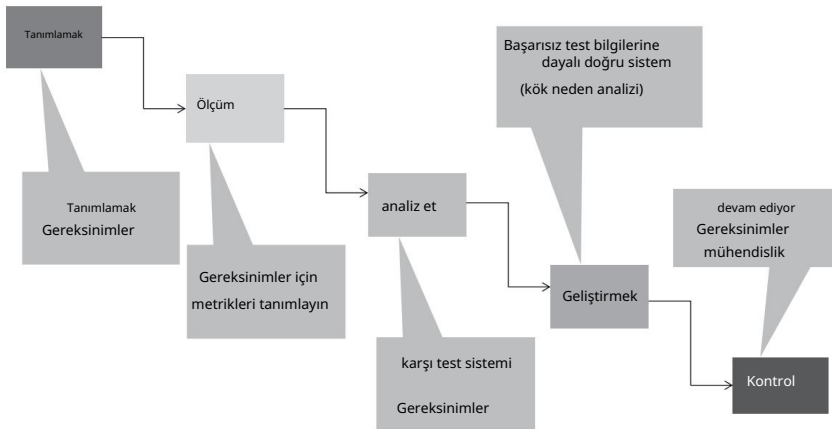 Tanımlamak
Tanımlamak
Gereksinimler
Ölçüm
Gereksinimler için
metrikleri tanımlayın
analiz et
karşı test sistemi
Gereksinimler
Başarısız test bilgilerine
dayalı doğru sistem
(kök neden analizi)
Geliştirmek
devam ediyor
Gereksinimler
mühendislik
Kontrol